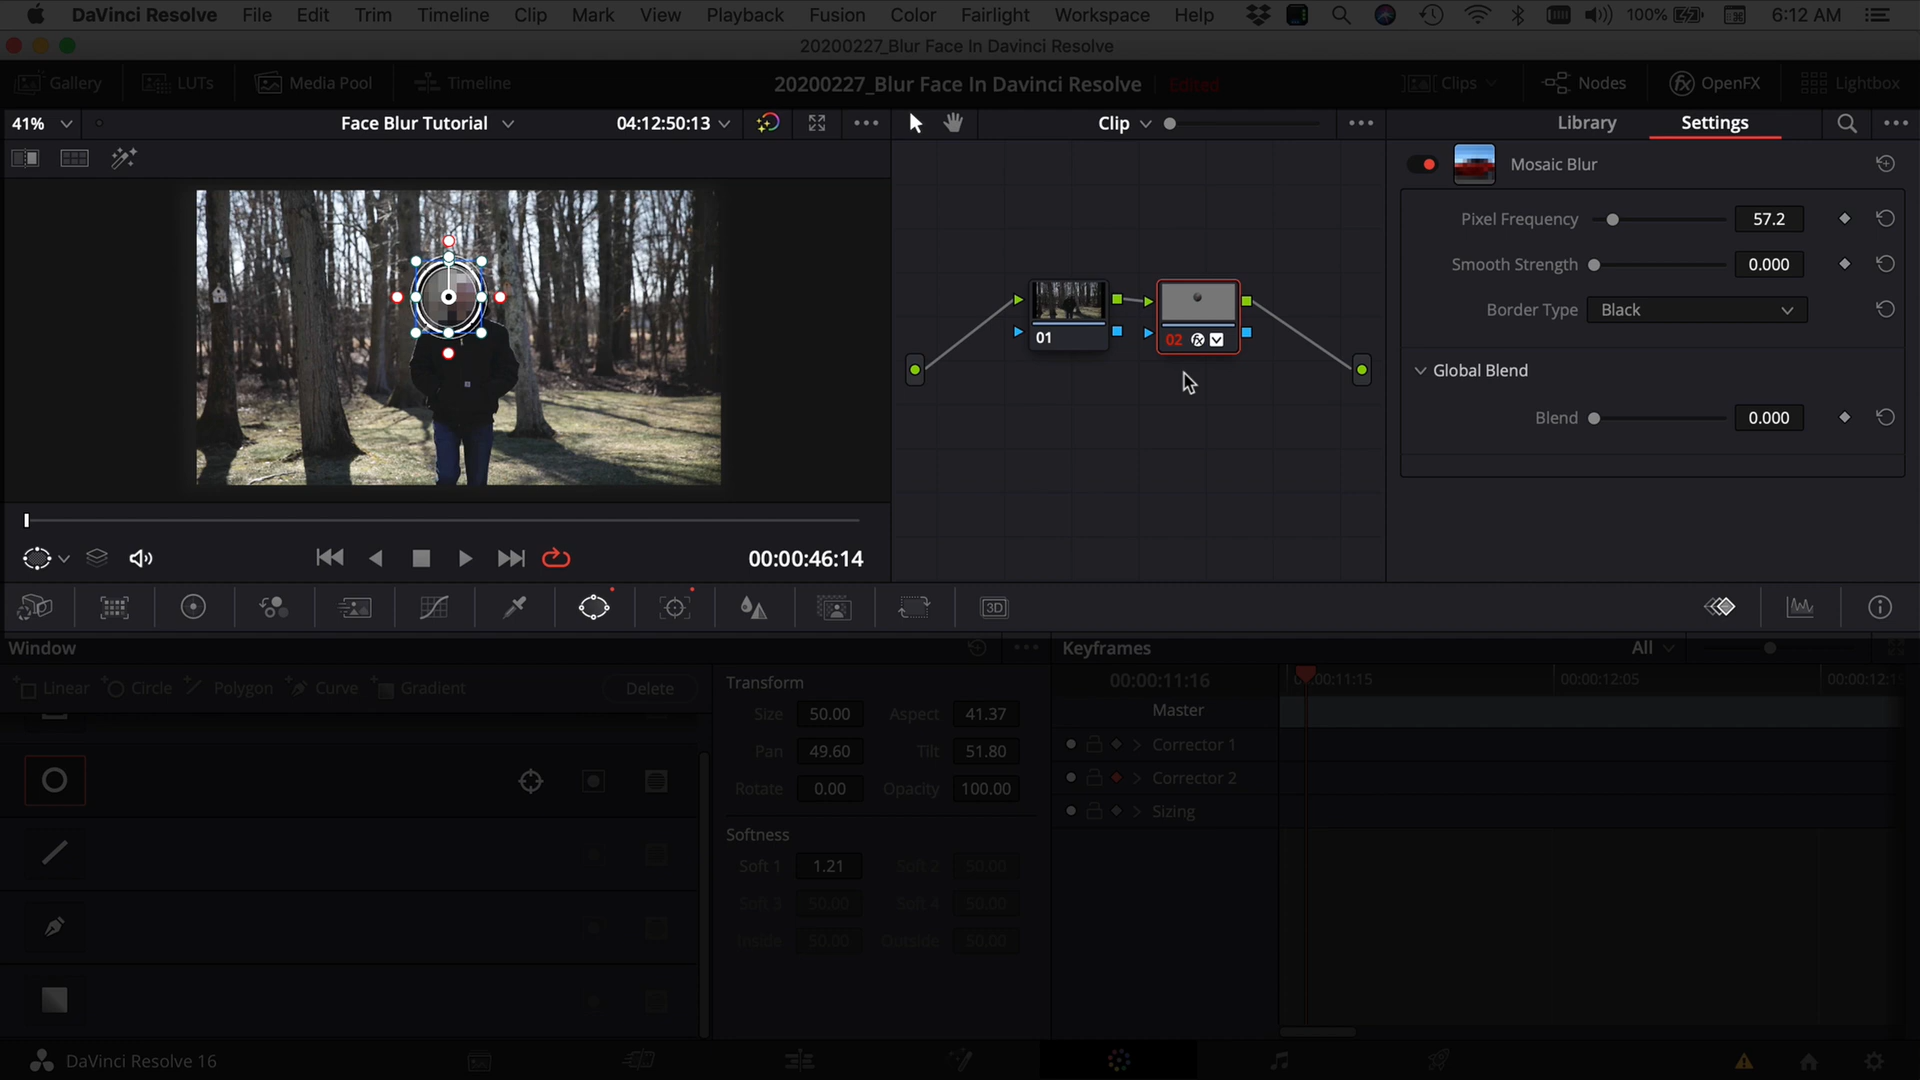 DaVinci Resolve File Edit Trim Timeline Clip Mark View Playback Fusion Color Fairlight Workspace Help 100% 6:12 AM
20200227_Blur Face In Davinci Resolve
Gallery LUTs Media Pool Timeline 20200227_Blur Face In Davinci Resolve Edited Clips Nodes OpenFX Lightbox
41% Face Blur Tutorial 04:12:50:13 Clip Library Settings
Mosaic Blur
Pixel Frequency 57.2
Smooth Strength 0.000
Border Type Black
Global Blend
Blend 0.000
01
02
00:00:46:14
3D
Window
Linear Circle Polygon Curve Gradient Delete
Transform
Size 50.00 Aspect 41.37
Pan 49.60 Tilt 51.80
Rotate 0.00 Opacity 100.00
Softness
Soft 1 1.21 Soft 2 50.00
Soft 3 50.00 Soft 4 50.00
Inside 50.00 Outside 50.00
Keyframes All
00:00:11:16 :00:11:15 00:00:12:05 00:00:12:1
Master
Corrector 1
Corrector 2
Sizing
DaVinci Resolve 16